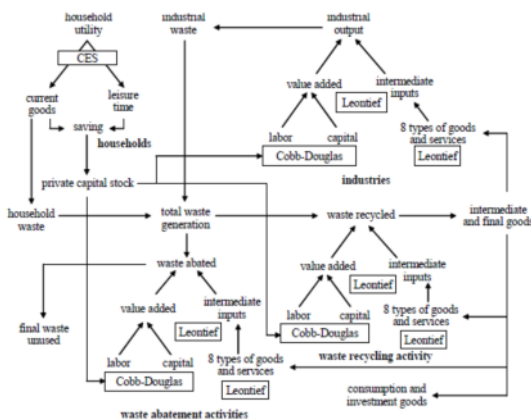 household
utility
CES
current
goods
leisure
time
saving
households
private capital stock
household
waste
industrial
waste
total waste
generation
waste abated
final waste
unused
value added
intermediate
inputs
Leontief
labor
capital
Cobb-Douglas
8 types of goods
and services
Leontief
waste abatement activities
industrial
output
value added
intermediate
inputs
Leontief
labor
capital
Cobb-Douglas
8 types of goods
and services
Leontief
industries
waste recycled
intermediate
and final goods
value added
intermediate
inputs
Leontief
labor
capital
Cobb-Douglas
8 types of goods
and services
Leontief
waste recycling activity
consumption and
investment goods